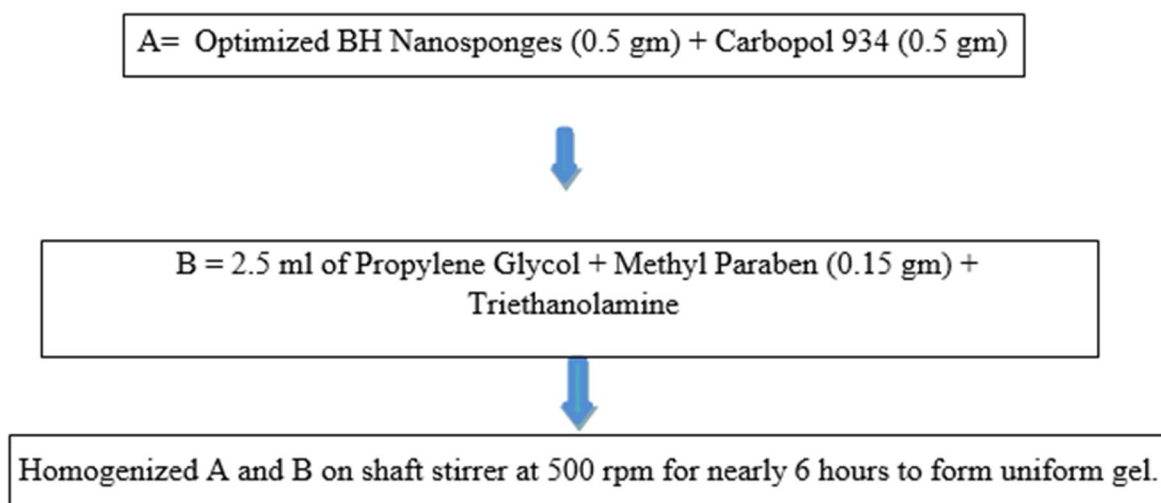 A= Optimized BH Nanosponges (0.5 gm) + Carbopol 934 (0.5 gm)
B = 2.5 ml of Propylene Glycol + Methyl Paraben (0.15 gm) +
Triethanolamine
Homogenized A and B on shaft stirrer at 500 rpm for nearly 6 hours to form uniform gel.